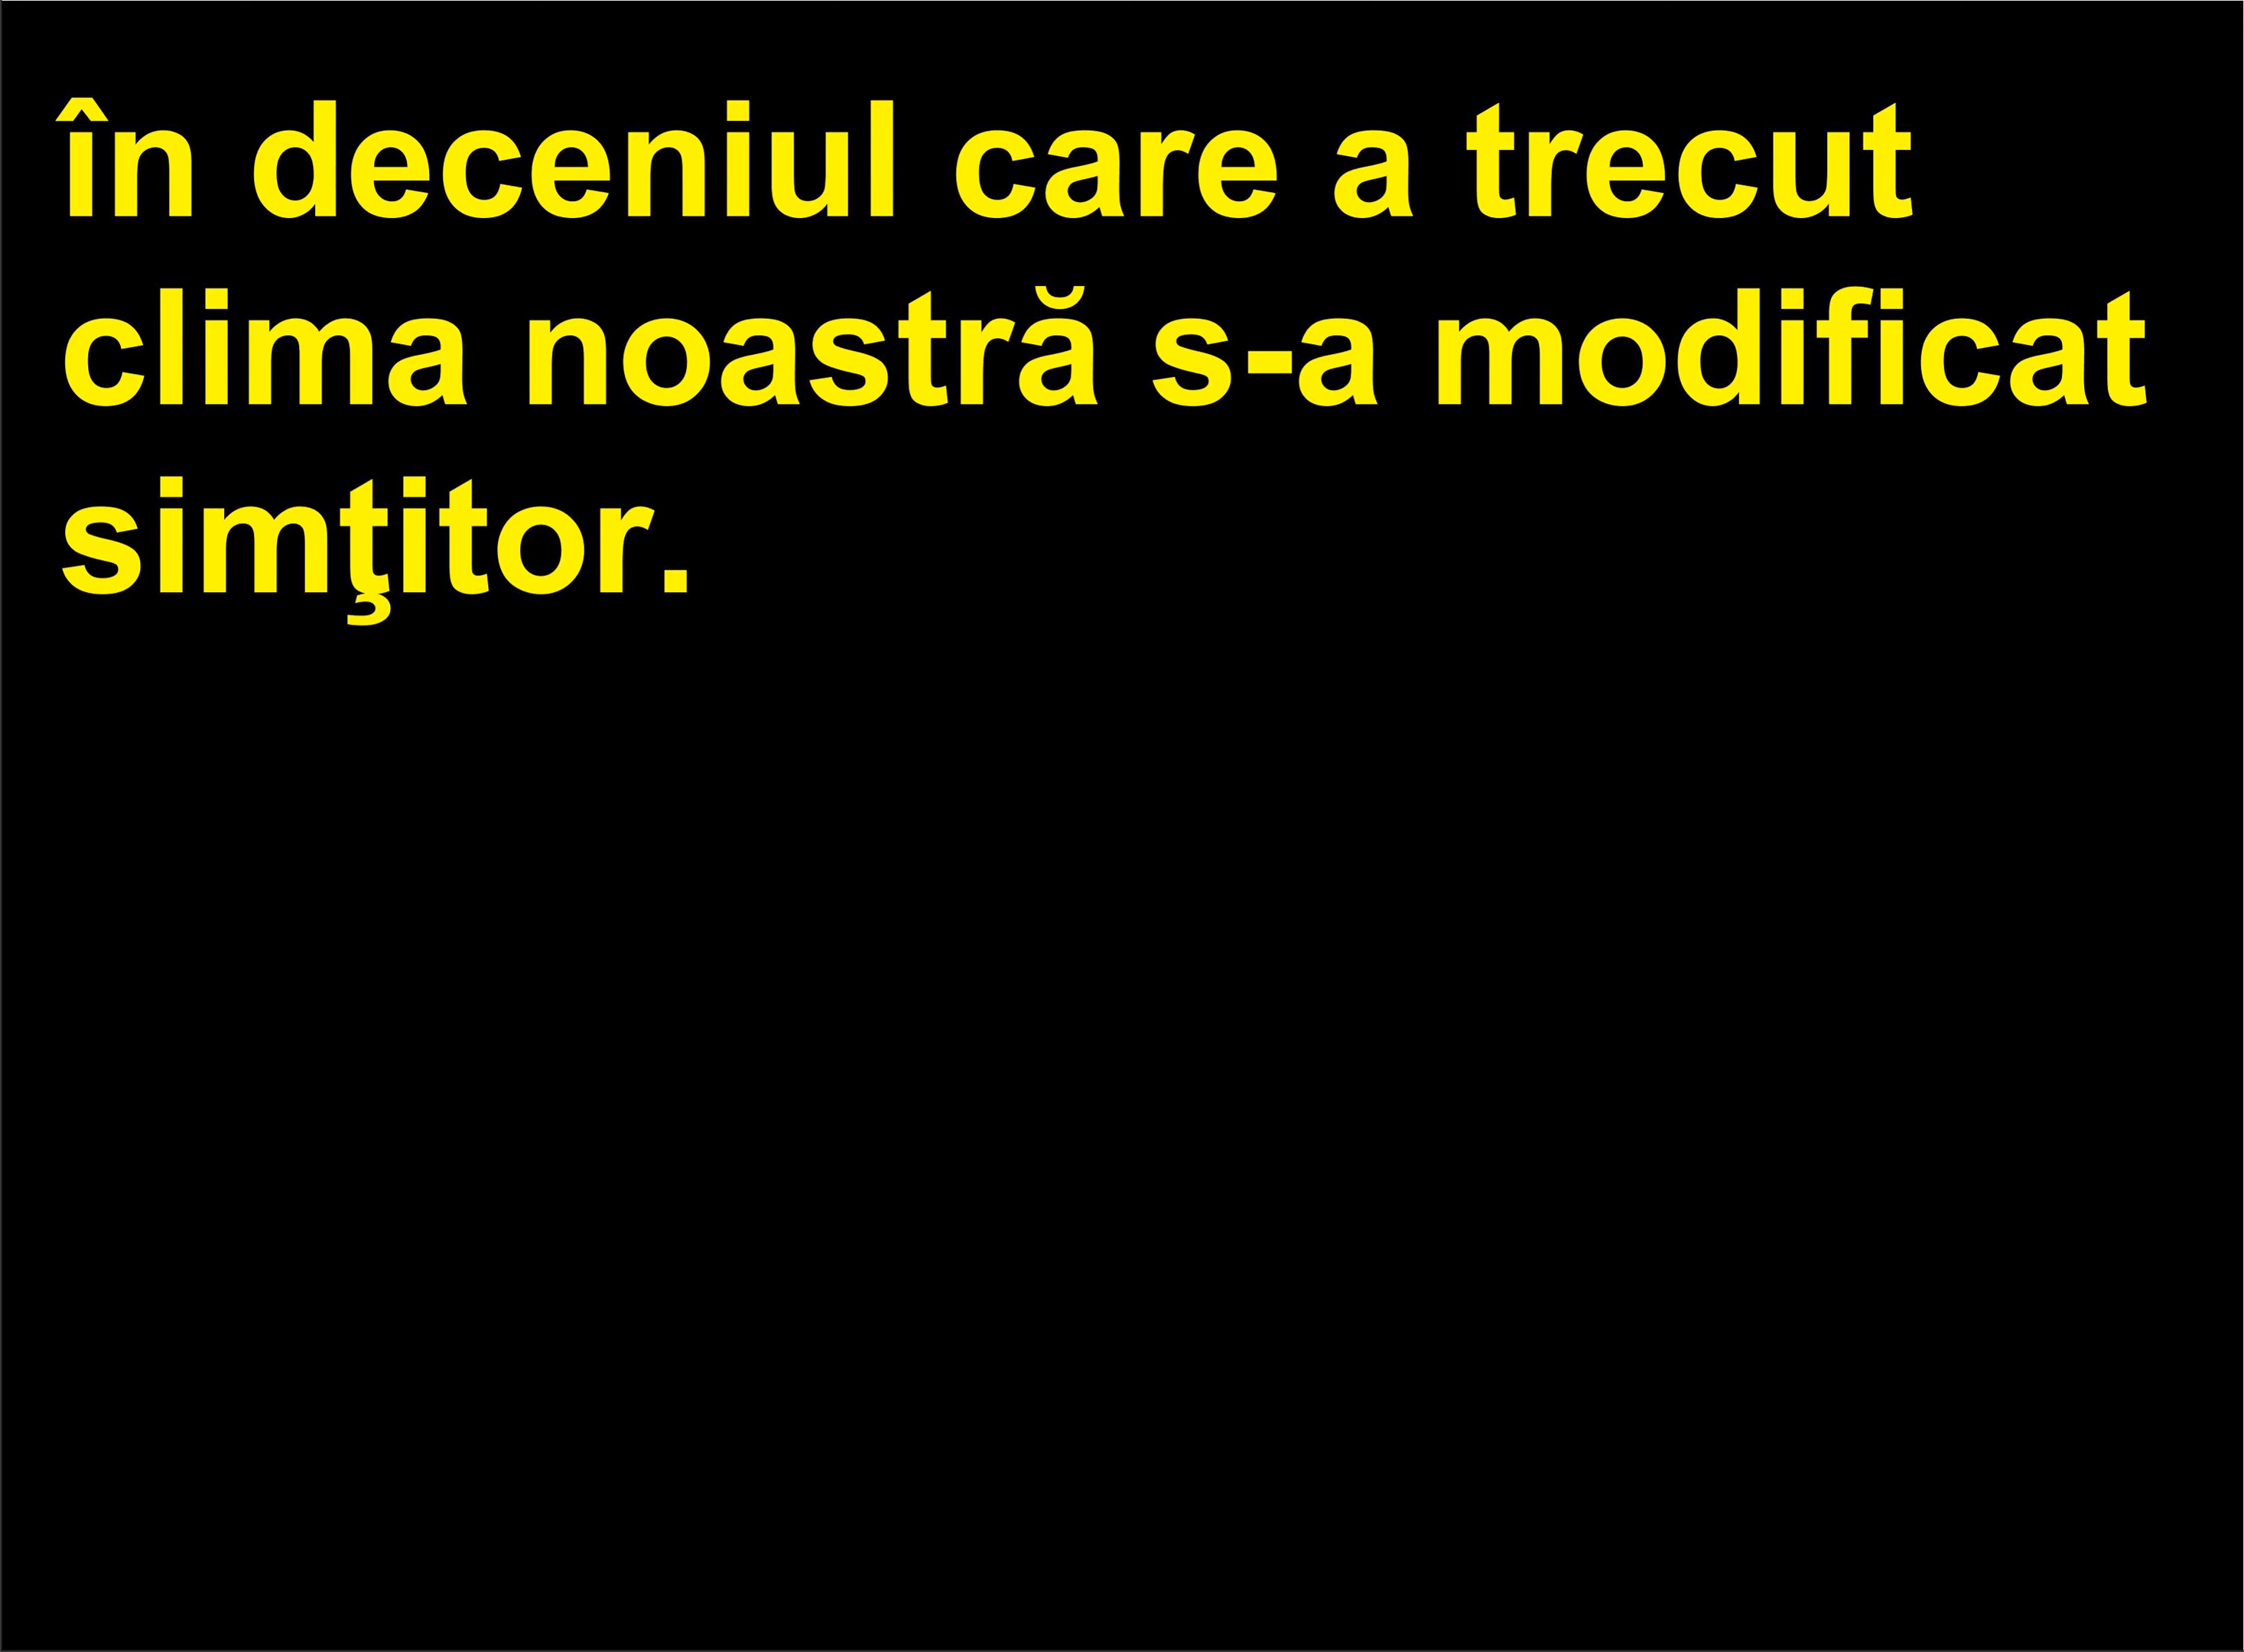 în deceniul care a trecut
clima noastră s-a modificat
simţitor.